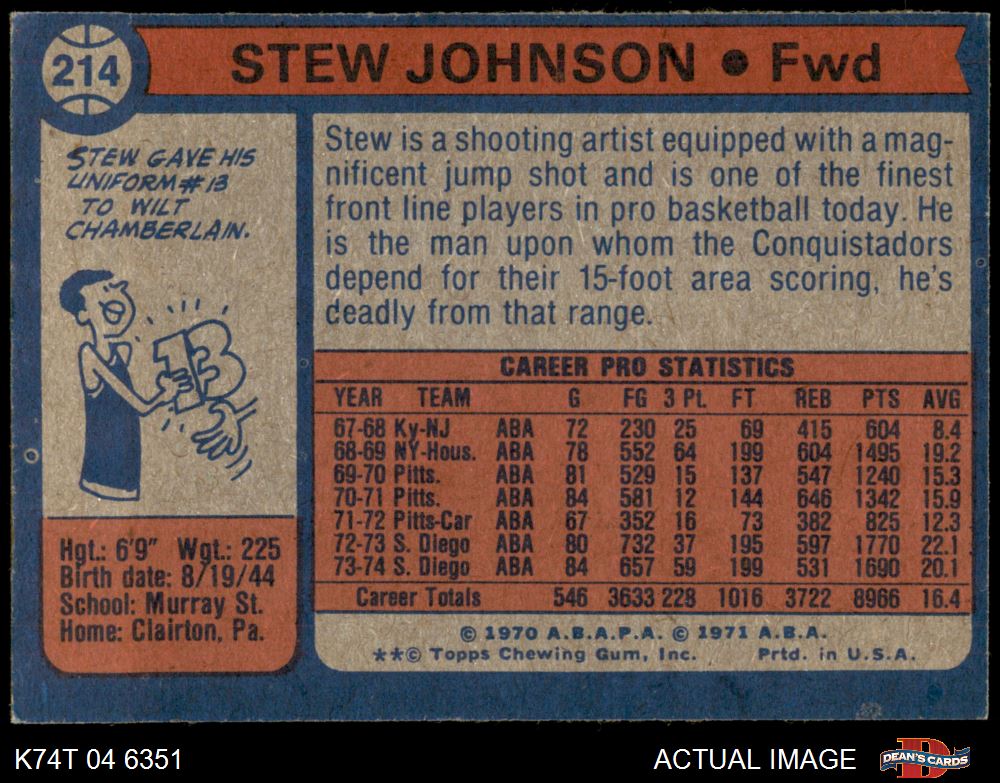 214
STEW JOHNSON ● Fwd
STEW GAVE HIS
UNIFORM # 13
TO WILT
CHAMBERLAIN.
13
Hgt.: 6'9" Wgt.: 225
Birth date: 8/19/44
School: Murray St.
Home: Clairton, Pa.
Stew is a shooting artist equipped with a mag-
nificent jump shot and is one of the finest
front line players in pro basketball today. He
is the man upon whom the Conquistadors
depend for their 15-foot area scoring, he's
deadly from that range.
CAREER PRO STATISTICS
YEAR TEAM G FG 3 Pt. FT REB PTS AVG
67-68 Ky-NJ ABA 72 230 25 69 415 604 8.4
68-69 NY-Hous. ABA 78 552 64 199 604 1495 19.2
69-70 Pitts. ABA 81 529 15 137 547 1240 15.3
70-71 Pitts. ABA 84 581 12 144 646 1342 15.9
71-72 Pitts-Car ABA 67 352 16 73 382 825 12.3
72-73 S. Diego ABA 80 732 37 195 597 1770 22.1
73-74 S. Diego ABA 84 657 59 199 531 1690 20.1
Career Totals 546 3633 228 1016 3722 8966 16.4
© 1970 A.B.A.P.A. © 1971 A.B.A.
**© Topps Chewing Gum, Inc. Prtd. in U.S.A.
K74T 04 6351
ACTUAL IMAGE
DEAN'S CARDS